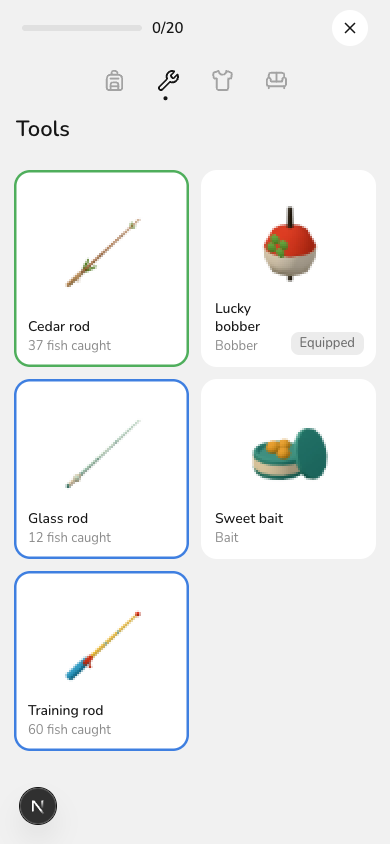 0/20
Tools
Cedar rod
37 fish caught
Lucky
bobber
Bobber
Equipped
Glass rod
12 fish caught
Sweet bait
Bait
Training rod
60 fish caught
N